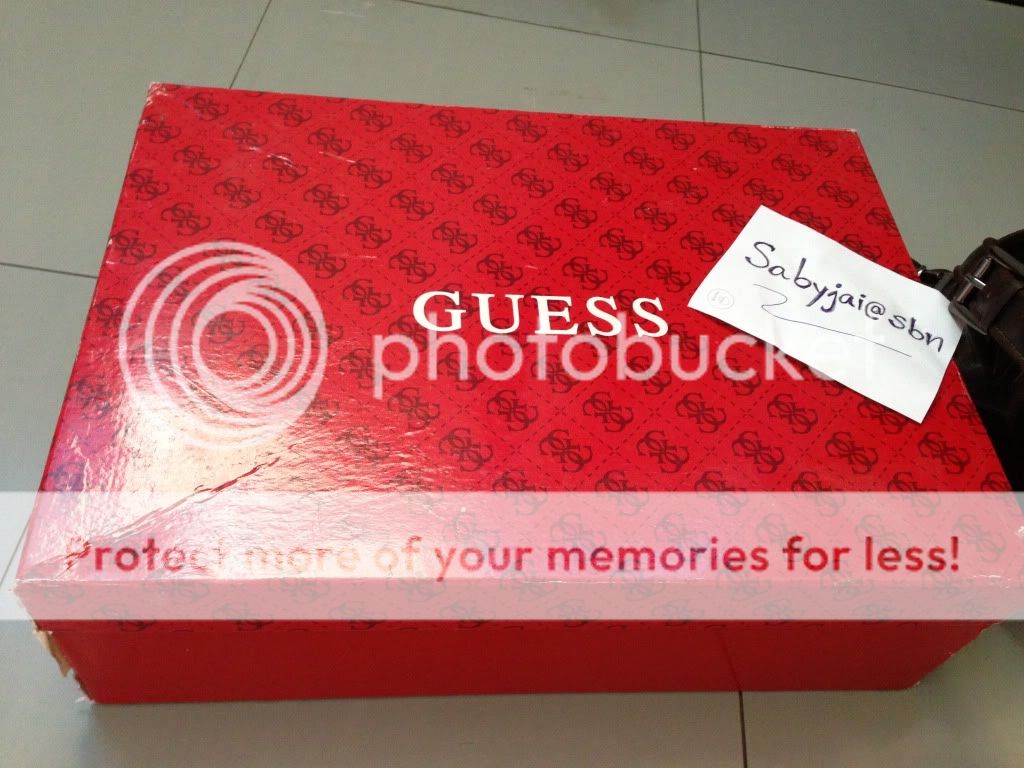 GUESS
Sabyjai@sbn
photobucket
Protect more of your memories for less!